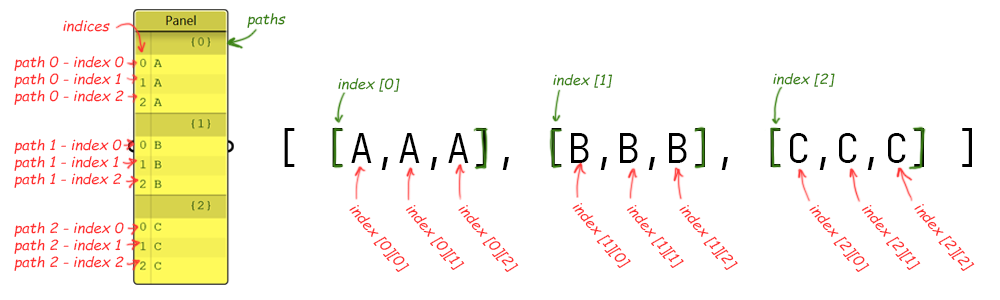 Panel
indices
paths
{0}
path 0 - index 0
0 A
path 0 - index 1
1 A
path 0 - index 2
2 A
{1}
path 1 - index 0
0 B
path 1 - index 1
1 B
path 1 - index 2
2 B
{2}
path 2 - index 0
0 C
path 2 - index 1
1 C
path 2 - index 2
2 C
index [0]
index [1]
index [2]
[ [A,A,A], [B,B,B], [C,C,C] ]
index [0][0]
index [0][1]
index [0][2]
index [1][0]
index [1][1]
index [1][2]
index [2][0]
index [2][1]
index [2][2]